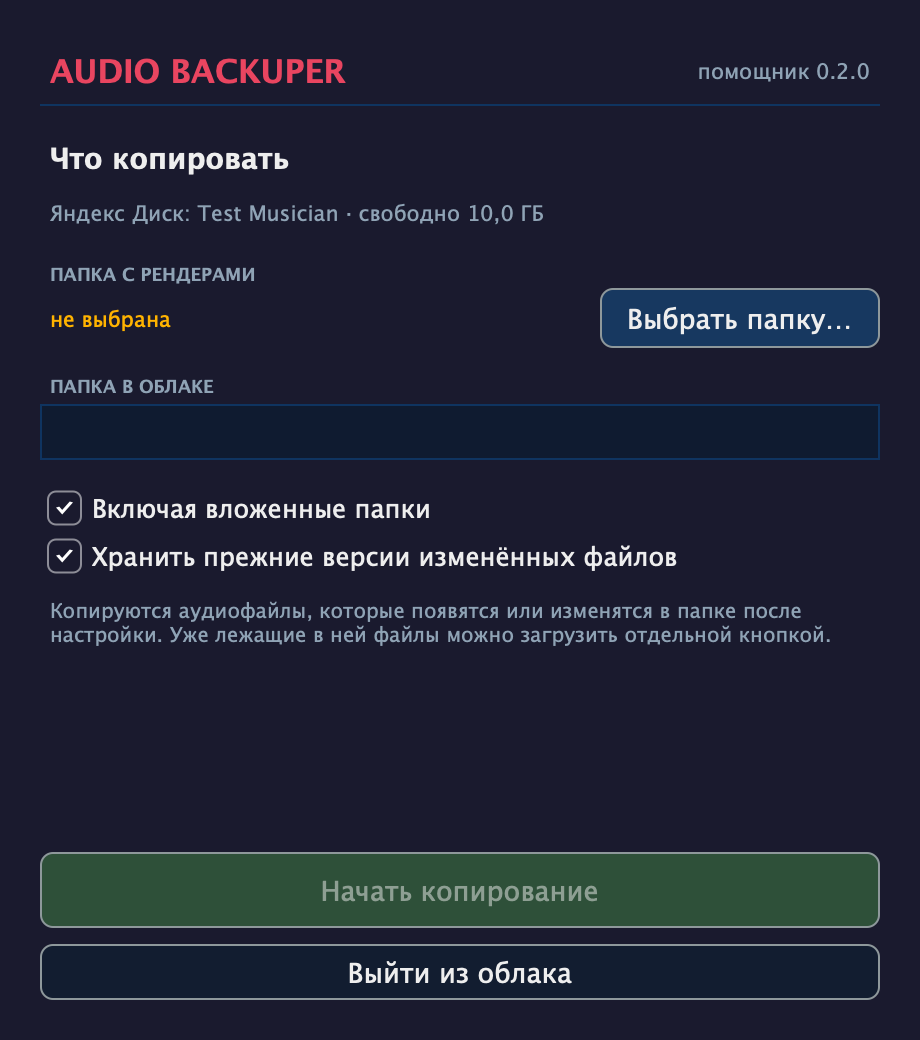 AUDIO BACKUPER
помощник 0.2.0
Что копировать
Яндекс Диск: Test Musician · свободно 10,0 ГБ
ПАПКА С РЕНДЕРАМИ
не выбрана
Выбрать папку...
ПАПКА В ОБЛАКЕ
Включая вложенные папки
Хранить прежние версии изменённых файлов
Копируются аудиофайлы, которые появятся или изменятся в папке после
настройки. Уже лежащие в ней файлы можно загрузить отдельной кнопкой.
Начать копирование
Выйти из облака